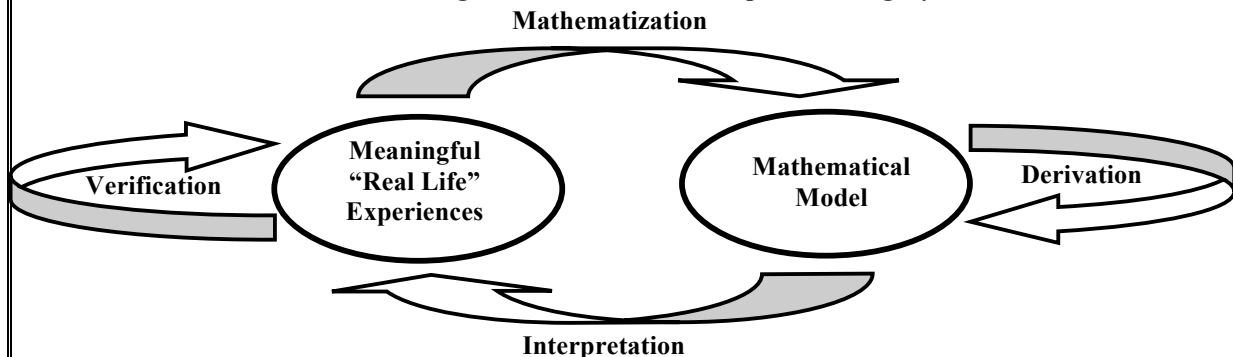 Mathematization
Meaningful
“Real Life”
Experiences
Verification
Mathematical
Model
Derivation
Interpretation